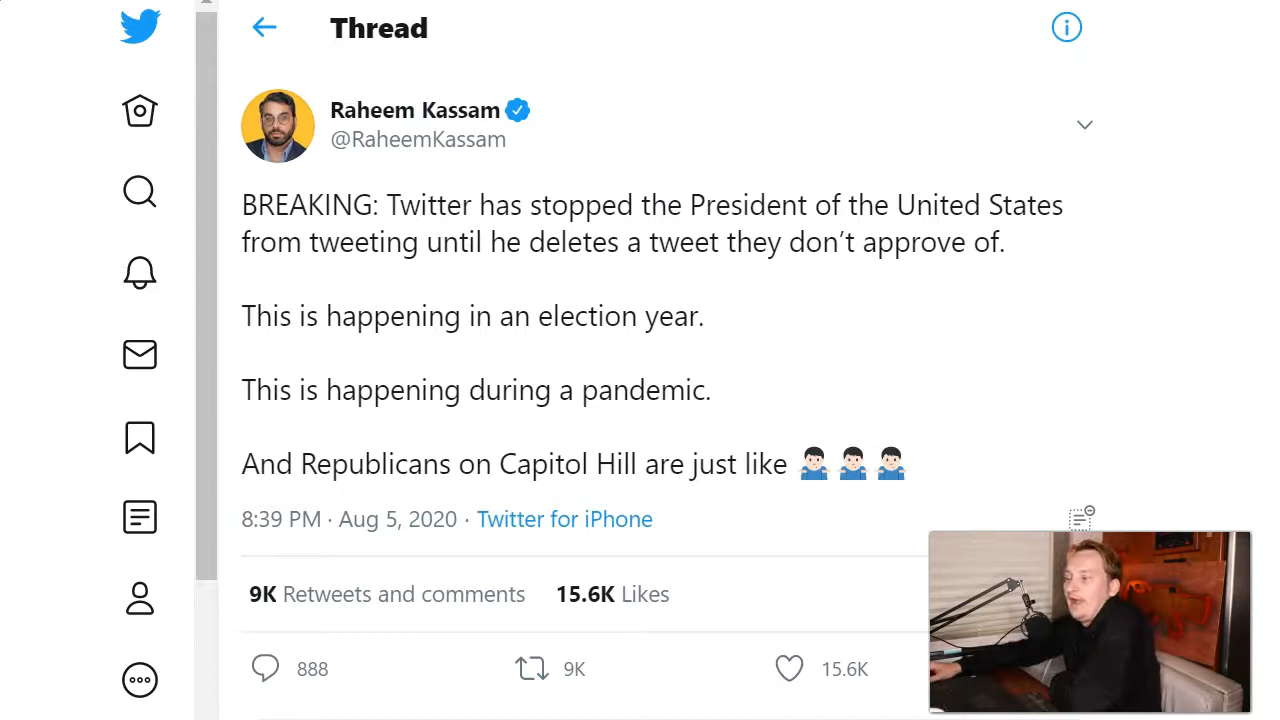 Thread
Raheem Kassam
@RaheemKassam
BREAKING: Twitter has stopped the President of the United States
from tweeting until he deletes a tweet they don’t approve of.
This is happening in an election year.
This is happening during a pandemic.
And Republicans on Capitol Hill are just like 🤷🏻‍♂️🤷🏻‍♂️🤷🏻‍♂️
8:39 PM · Aug 5, 2020 · Twitter for iPhone
9K Retweets and comments 15.6K Likes
888 9K 15.6K